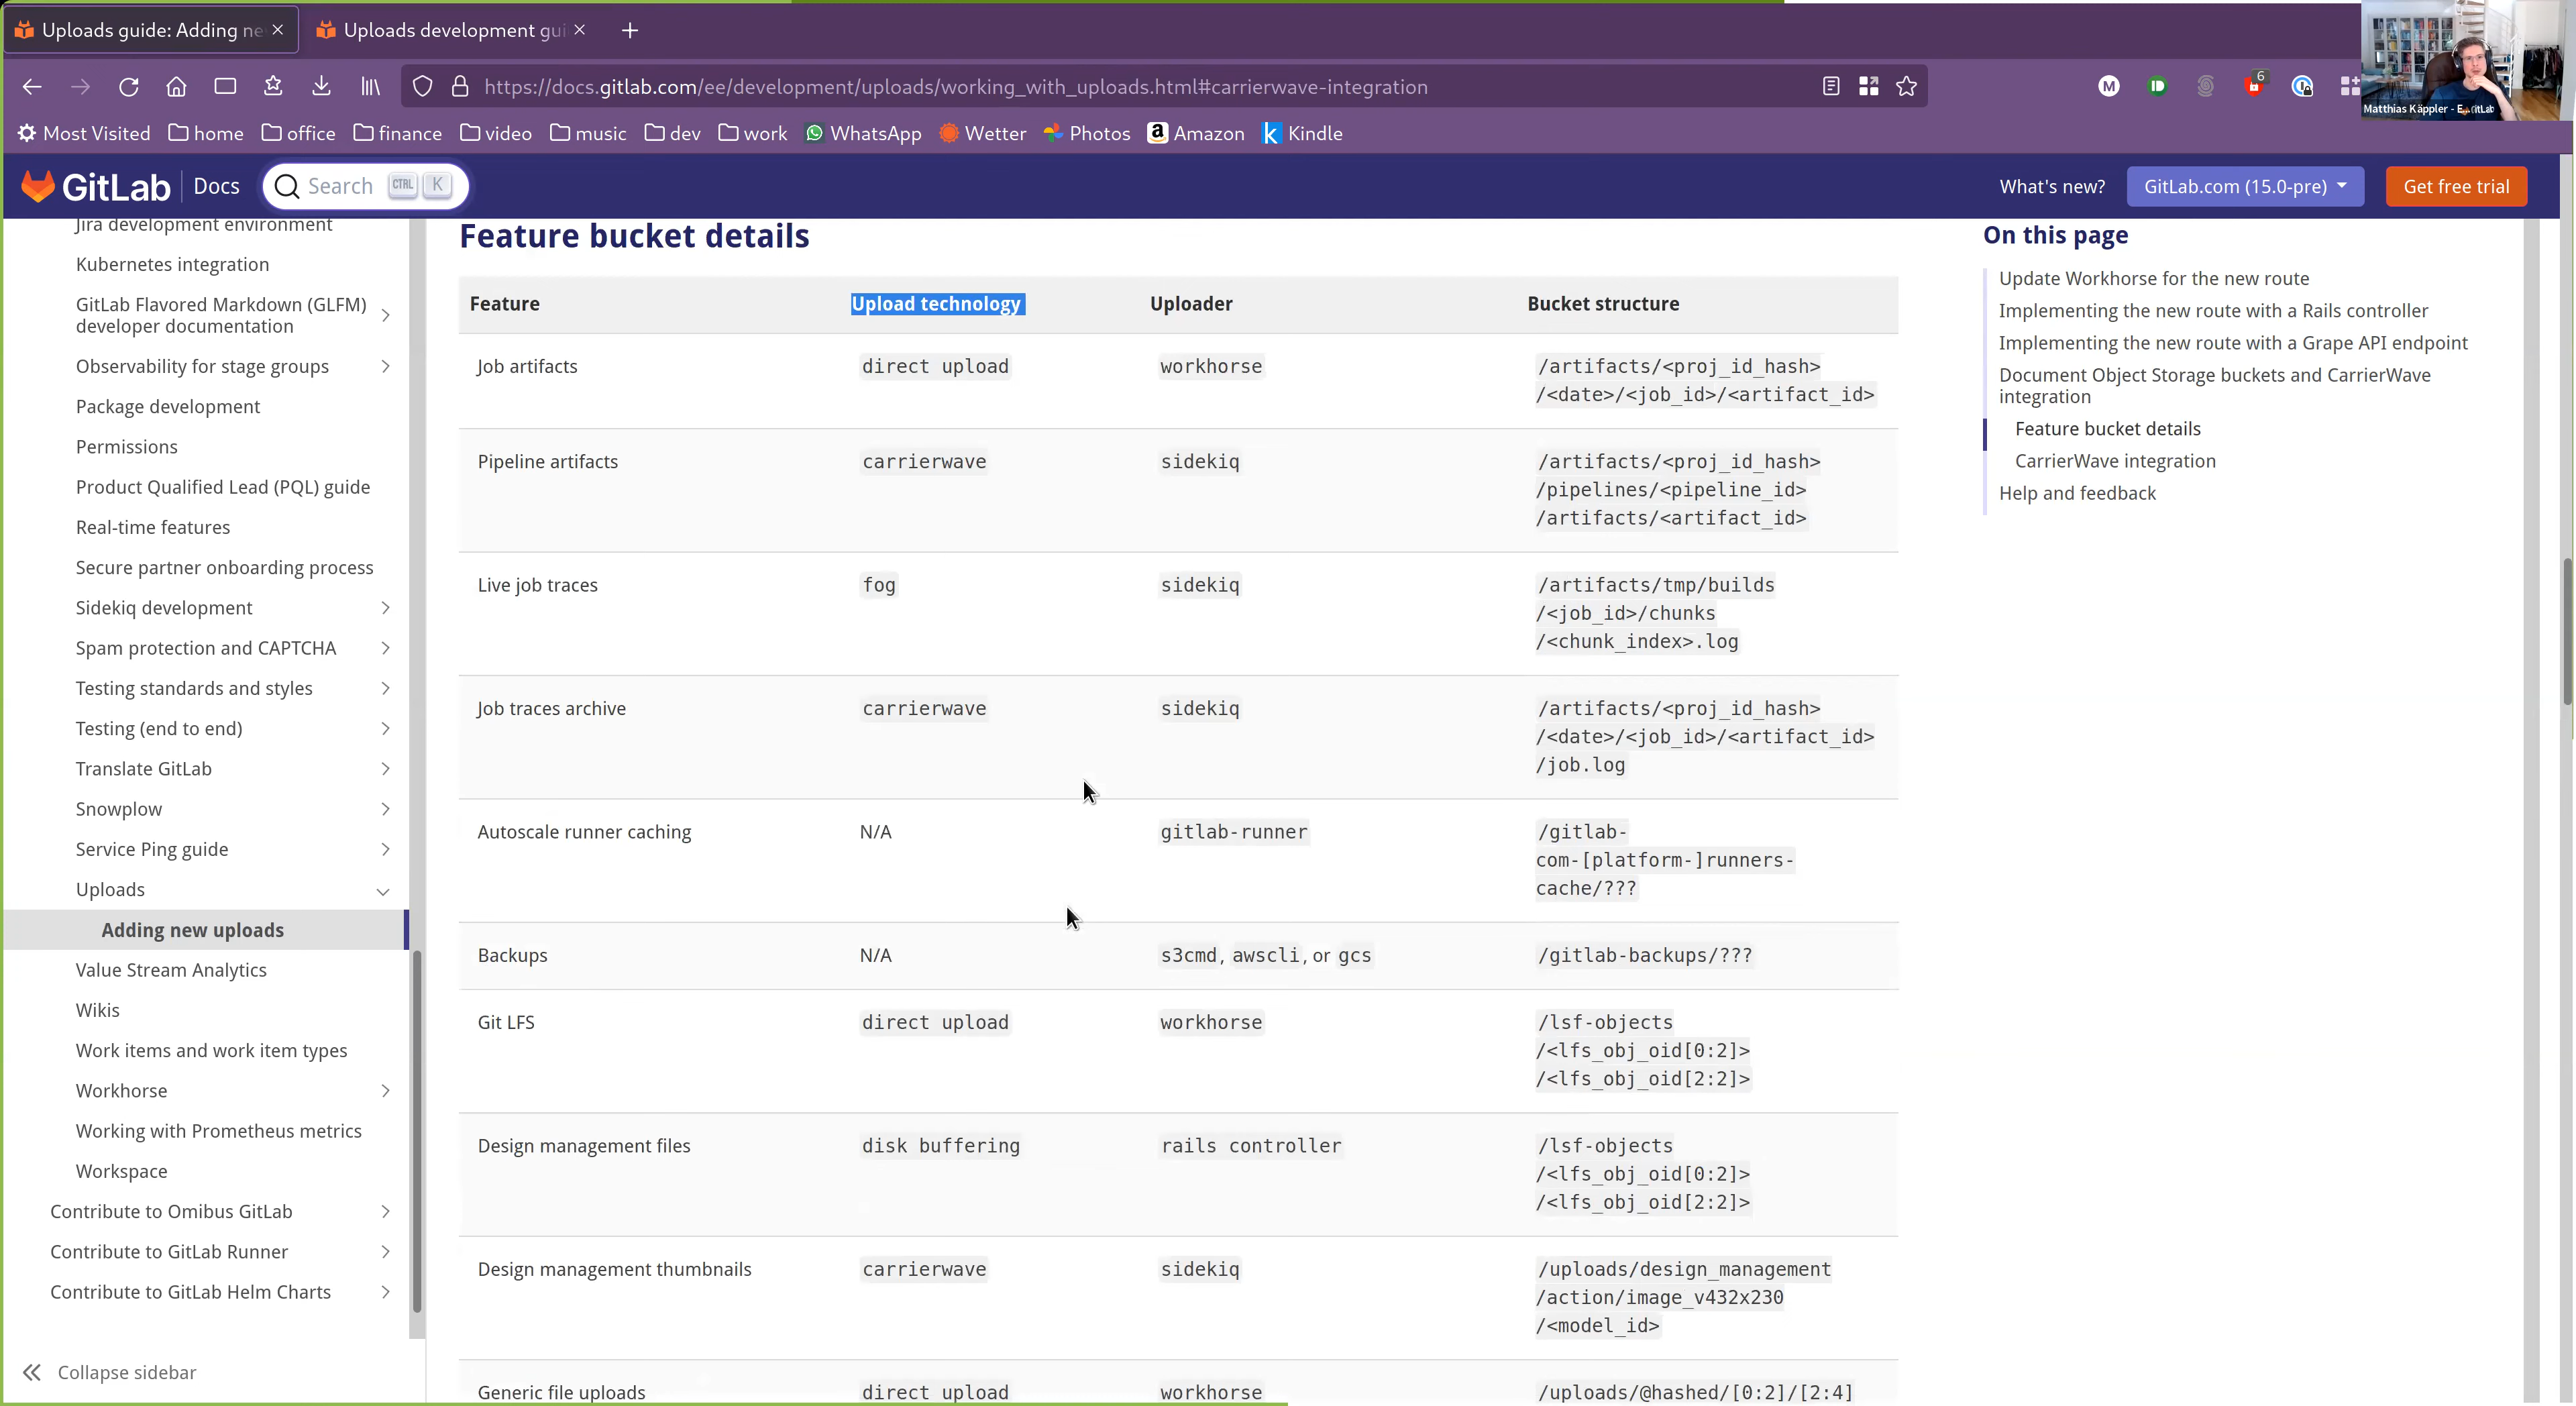 Uploads guide: Adding ne
Uploads development gui
https://docs.gitlab.com/ee/development/uploads/working_with_uploads.html#carrierwave-integration
M
6
Matthias Käppler - E
GitLab
Most Visited
home
office
finance
video
music
dev
work
WhatsApp
Wetter
Photos
Amazon
Kindle
GitLab Docs
Search CTRL K
What's new?
GitLab.com (15.0-pre)
Get free trial
Jira development environment
Kubernetes integration
GitLab Flavored Markdown (GLFM)
developer documentation
Observability for stage groups
Package development
Permissions
Product Qualified Lead (PQL) guide
Real-time features
Secure partner onboarding process
Sidekiq development
Spam protection and CAPTCHA
Testing standards and styles
Testing (end to end)
Translate GitLab
Snowplow
Service Ping guide
Uploads
Adding new uploads
Value Stream Analytics
Wikis
Work items and work item types
Workhorse
Working with Prometheus metrics
Workspace
Contribute to Omibus GitLab
Contribute to GitLab Runner
Contribute to GitLab Helm Charts
Collapse sidebar
Feature bucket details
Feature Upload technology Uploader Bucket structure
Job artifacts direct upload workhorse /artifacts/<proj_id_hash>
/<date>/<job_id>/<artifact_id>
Pipeline artifacts carrierwave sidekiq /artifacts/<proj_id_hash>
/pipelines/<pipeline_id>
/artifacts/<artifact_id>
Live job traces fog sidekiq /artifacts/tmp/builds
/<job_id>/chunks
/<chunk_index>.log
Job traces archive carrierwave sidekiq /artifacts/<proj_id_hash>
/<date>/<job_id>/<artifact_id>
/job.log
Autoscale runner caching N/A gitlab-runner /gitlab-
com-[platform-]runners-
cache/???
Backups N/A s3cmd, awscli, or gcs /gitlab-backups/???
Git LFS direct upload workhorse /lsf-objects
/<lfs_obj_oid[0:2]>
/<lfs_obj_oid[2:2]>
Design management files disk buffering rails controller /lsf-objects
/<lfs_obj_oid[0:2]>
/<lfs_obj_oid[2:2]>
Design management thumbnails carrierwave sidekiq /uploads/design_management
/action/image_v432x230
/<model_id>
Generic file uploads direct upload workhorse /uploads/@hashed/[0:2]/[2:4]
On this page
Update Workhorse for the new route
Implementing the new route with a Rails controller
Implementing the new route with a Grape API endpoint
Document Object Storage buckets and CarrierWave
integration
Feature bucket details
CarrierWave integration
Help and feedback